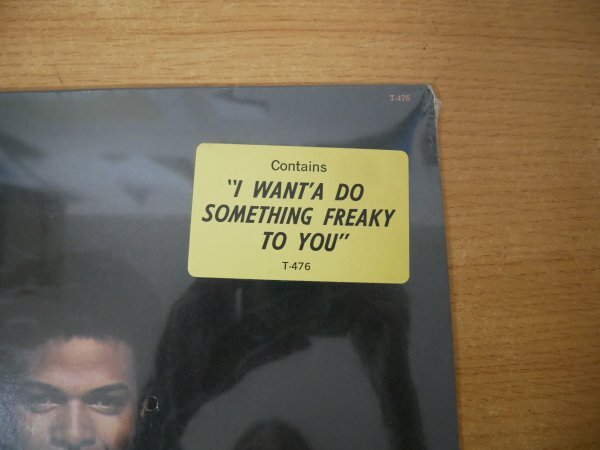 T-476
Contains
"I WANT'A DO
SOMETHING FREAKY
TO YOU"
T-476